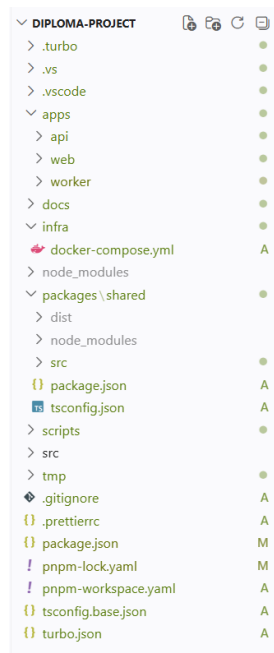 DIPLOMA-PROJECT
.turbo
.vs
.vscode
apps
api
web
worker
docs
infra
docker-compose.yml A
node_modules
packages\shared
dist
node_modules
src
{} package.json A
TS tsconfig.json A
scripts
src
tmp
.gitignore A
{} .prettierrc A
{} package.json M
! pnpm-lock.yaml M
! pnpm-workspace.yaml A
{} tsconfig.base.json A
{} turbo.json A